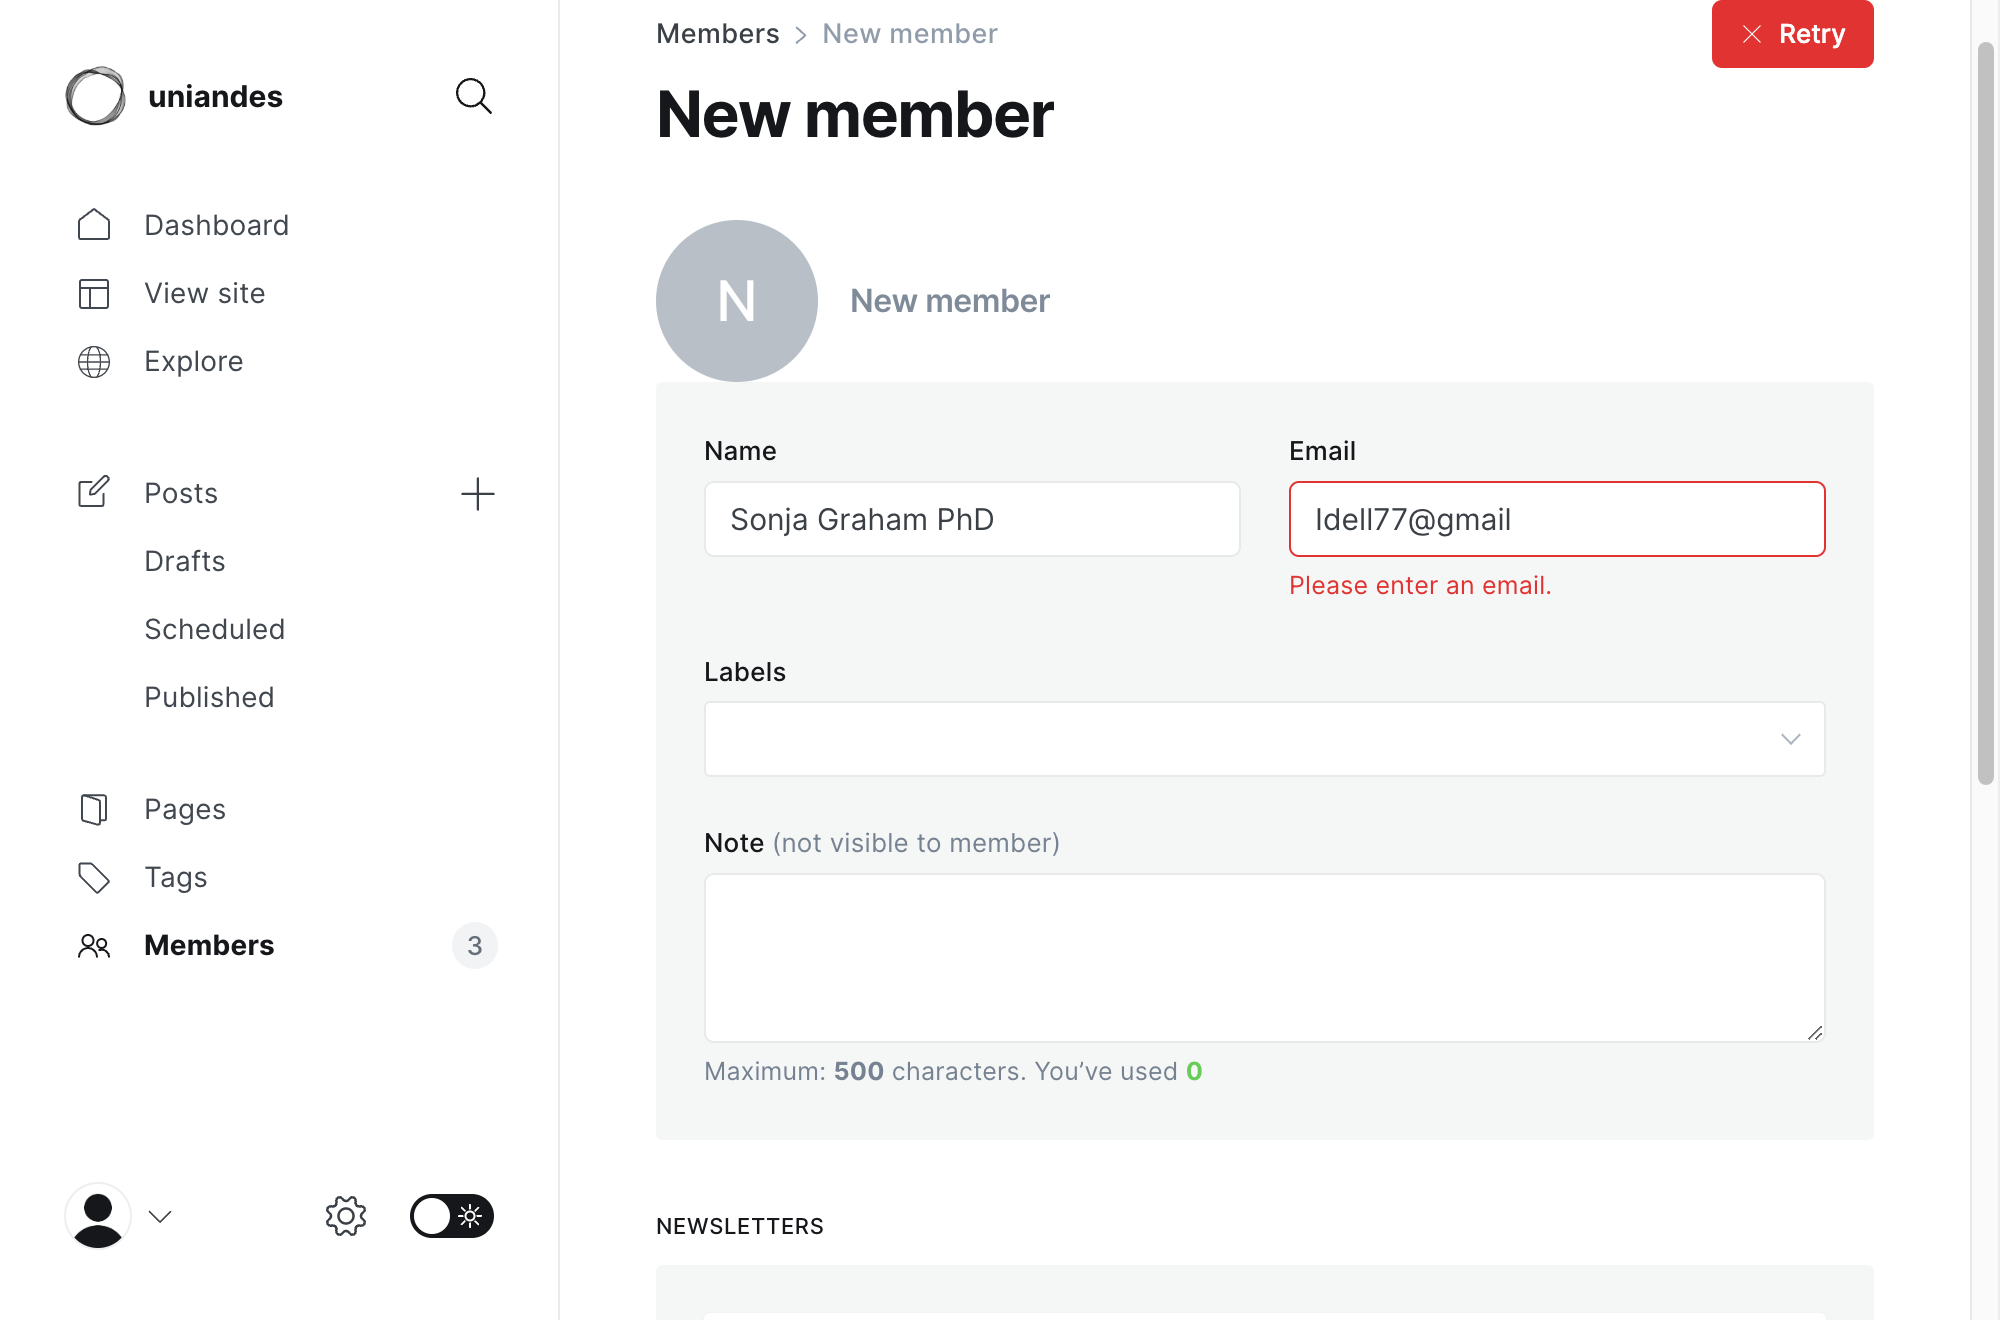 uniandes
Dashboard
View site
Explore
Posts
Drafts
Scheduled
Published
Pages
Tags
Members 3
Members > New member
Retry
New member
N
New member
Name
Sonja Graham PhD
Email
Idell77@gmail
Please enter an email.
Labels
Note (not visible to member)
Maximum: 500 characters. You’ve used 0
NEWSLETTERS